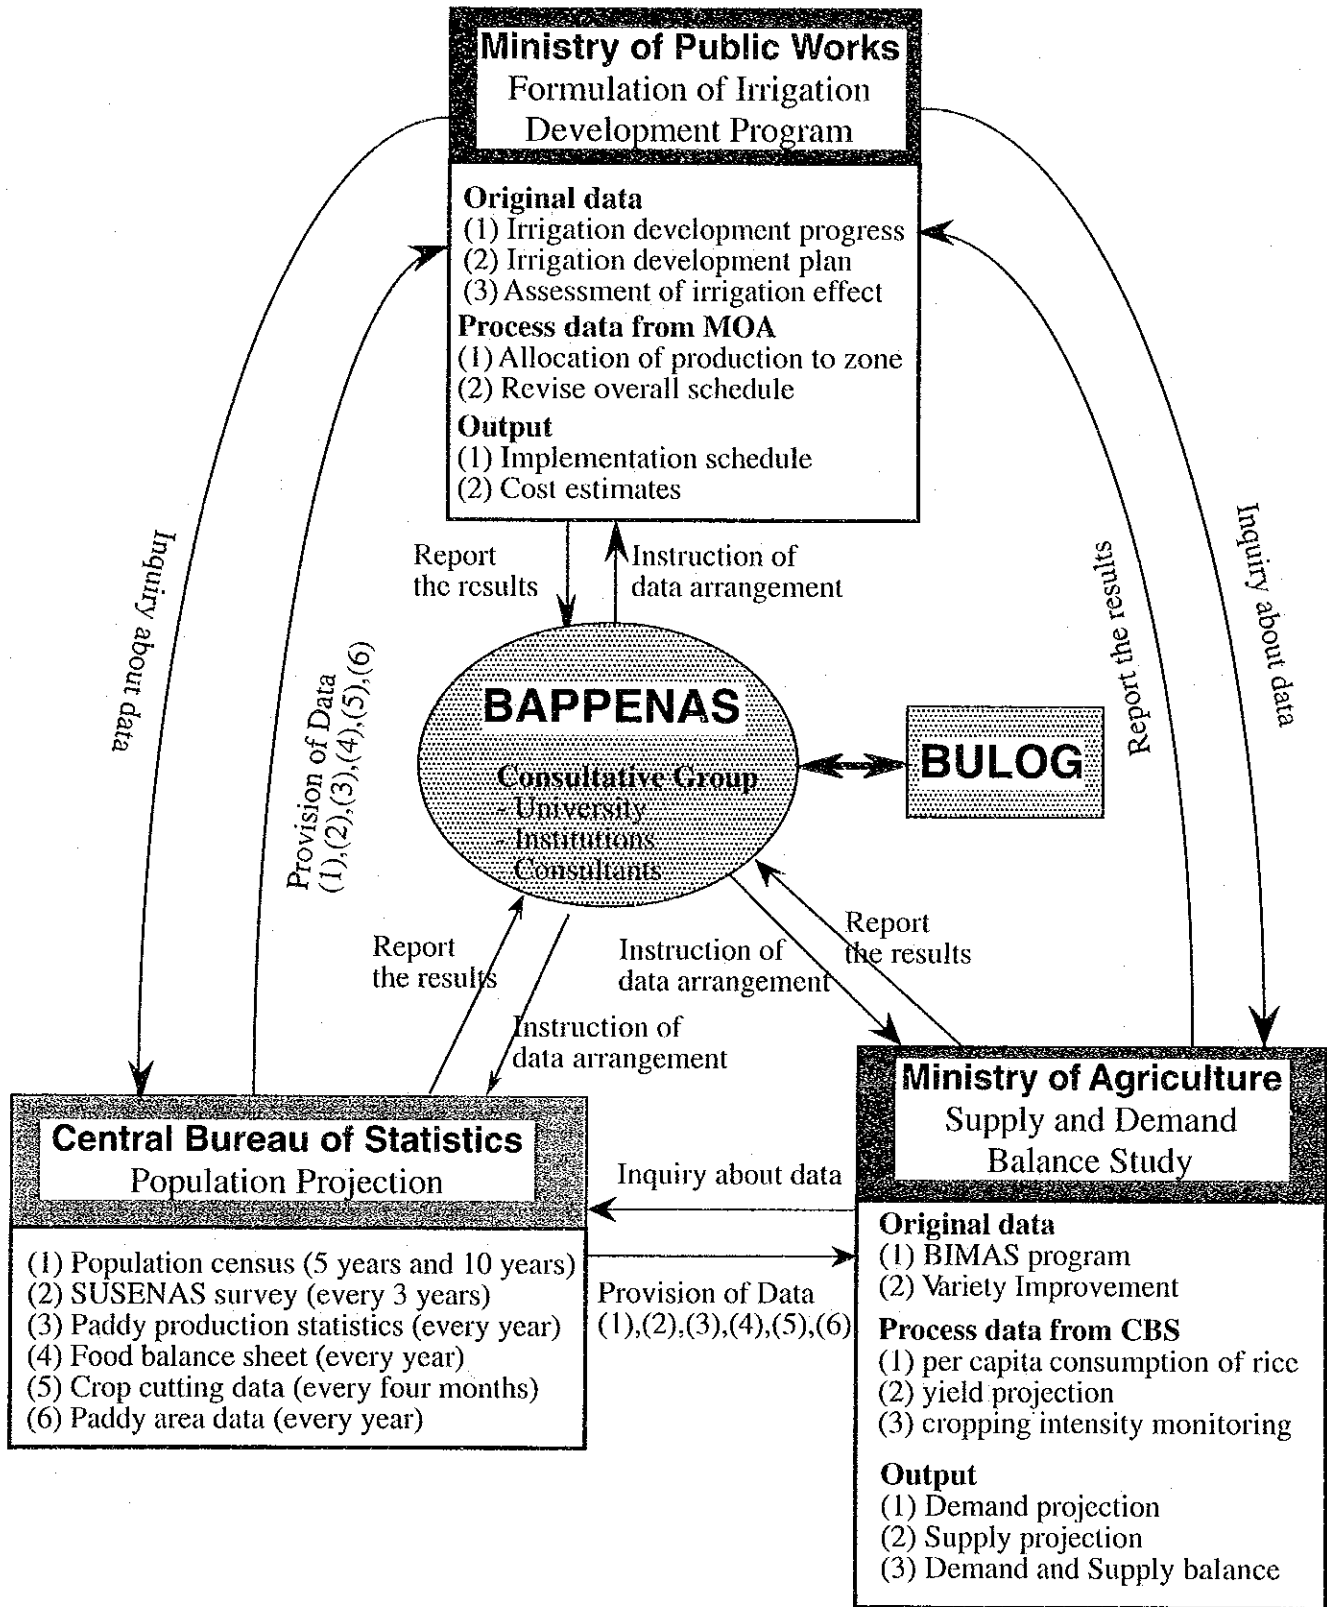 Ministry of Public Works
Formulation of Irrigation
Development Program
Original data
(1) Irrigation development progress
(2) Irrigation development plan
(3) Assessment of irrigation effect
Process data from MOA
(1) Allocation of production to zone
(2) Revise overall schedule
Output
(1) Implementation schedule
(2) Cost estimates
Inquiry about data
Provision of Data
(1),(2),(3),(4),(5),(6)
Report
the results
Instruction of
data arrangement
Report the results
Inquiry about data
BAPPENAS
Consultative Group
- University
- Institutions
Consultants
BULOG
Report
the results
Instruction of
data arrangement
Instruction of
data arrangement
Report
the results
Central Bureau of Statistics
Population Projection
(1) Population census (5 years and 10 years)
(2) SUSENAS survey (every 3 years)
(3) Paddy production statistics (every year)
(4) Food balance sheet (every year)
(5) Crop cutting data (every four months)
(6) Paddy area data (every year)
Inquiry about data
Provision of Data
(1),(2),(3),(4),(5),(6)
Ministry of Agriculture
Supply and Demand
Balance Study
Original data
(1) BIMAS program
(2) Variety Improvement
Process data from CBS
(1) per capita consumption of rice
(2) yield projection
(3) cropping intensity monitoring
Output
(1) Demand projection
(2) Supply projection
(3) Demand and Supply balance